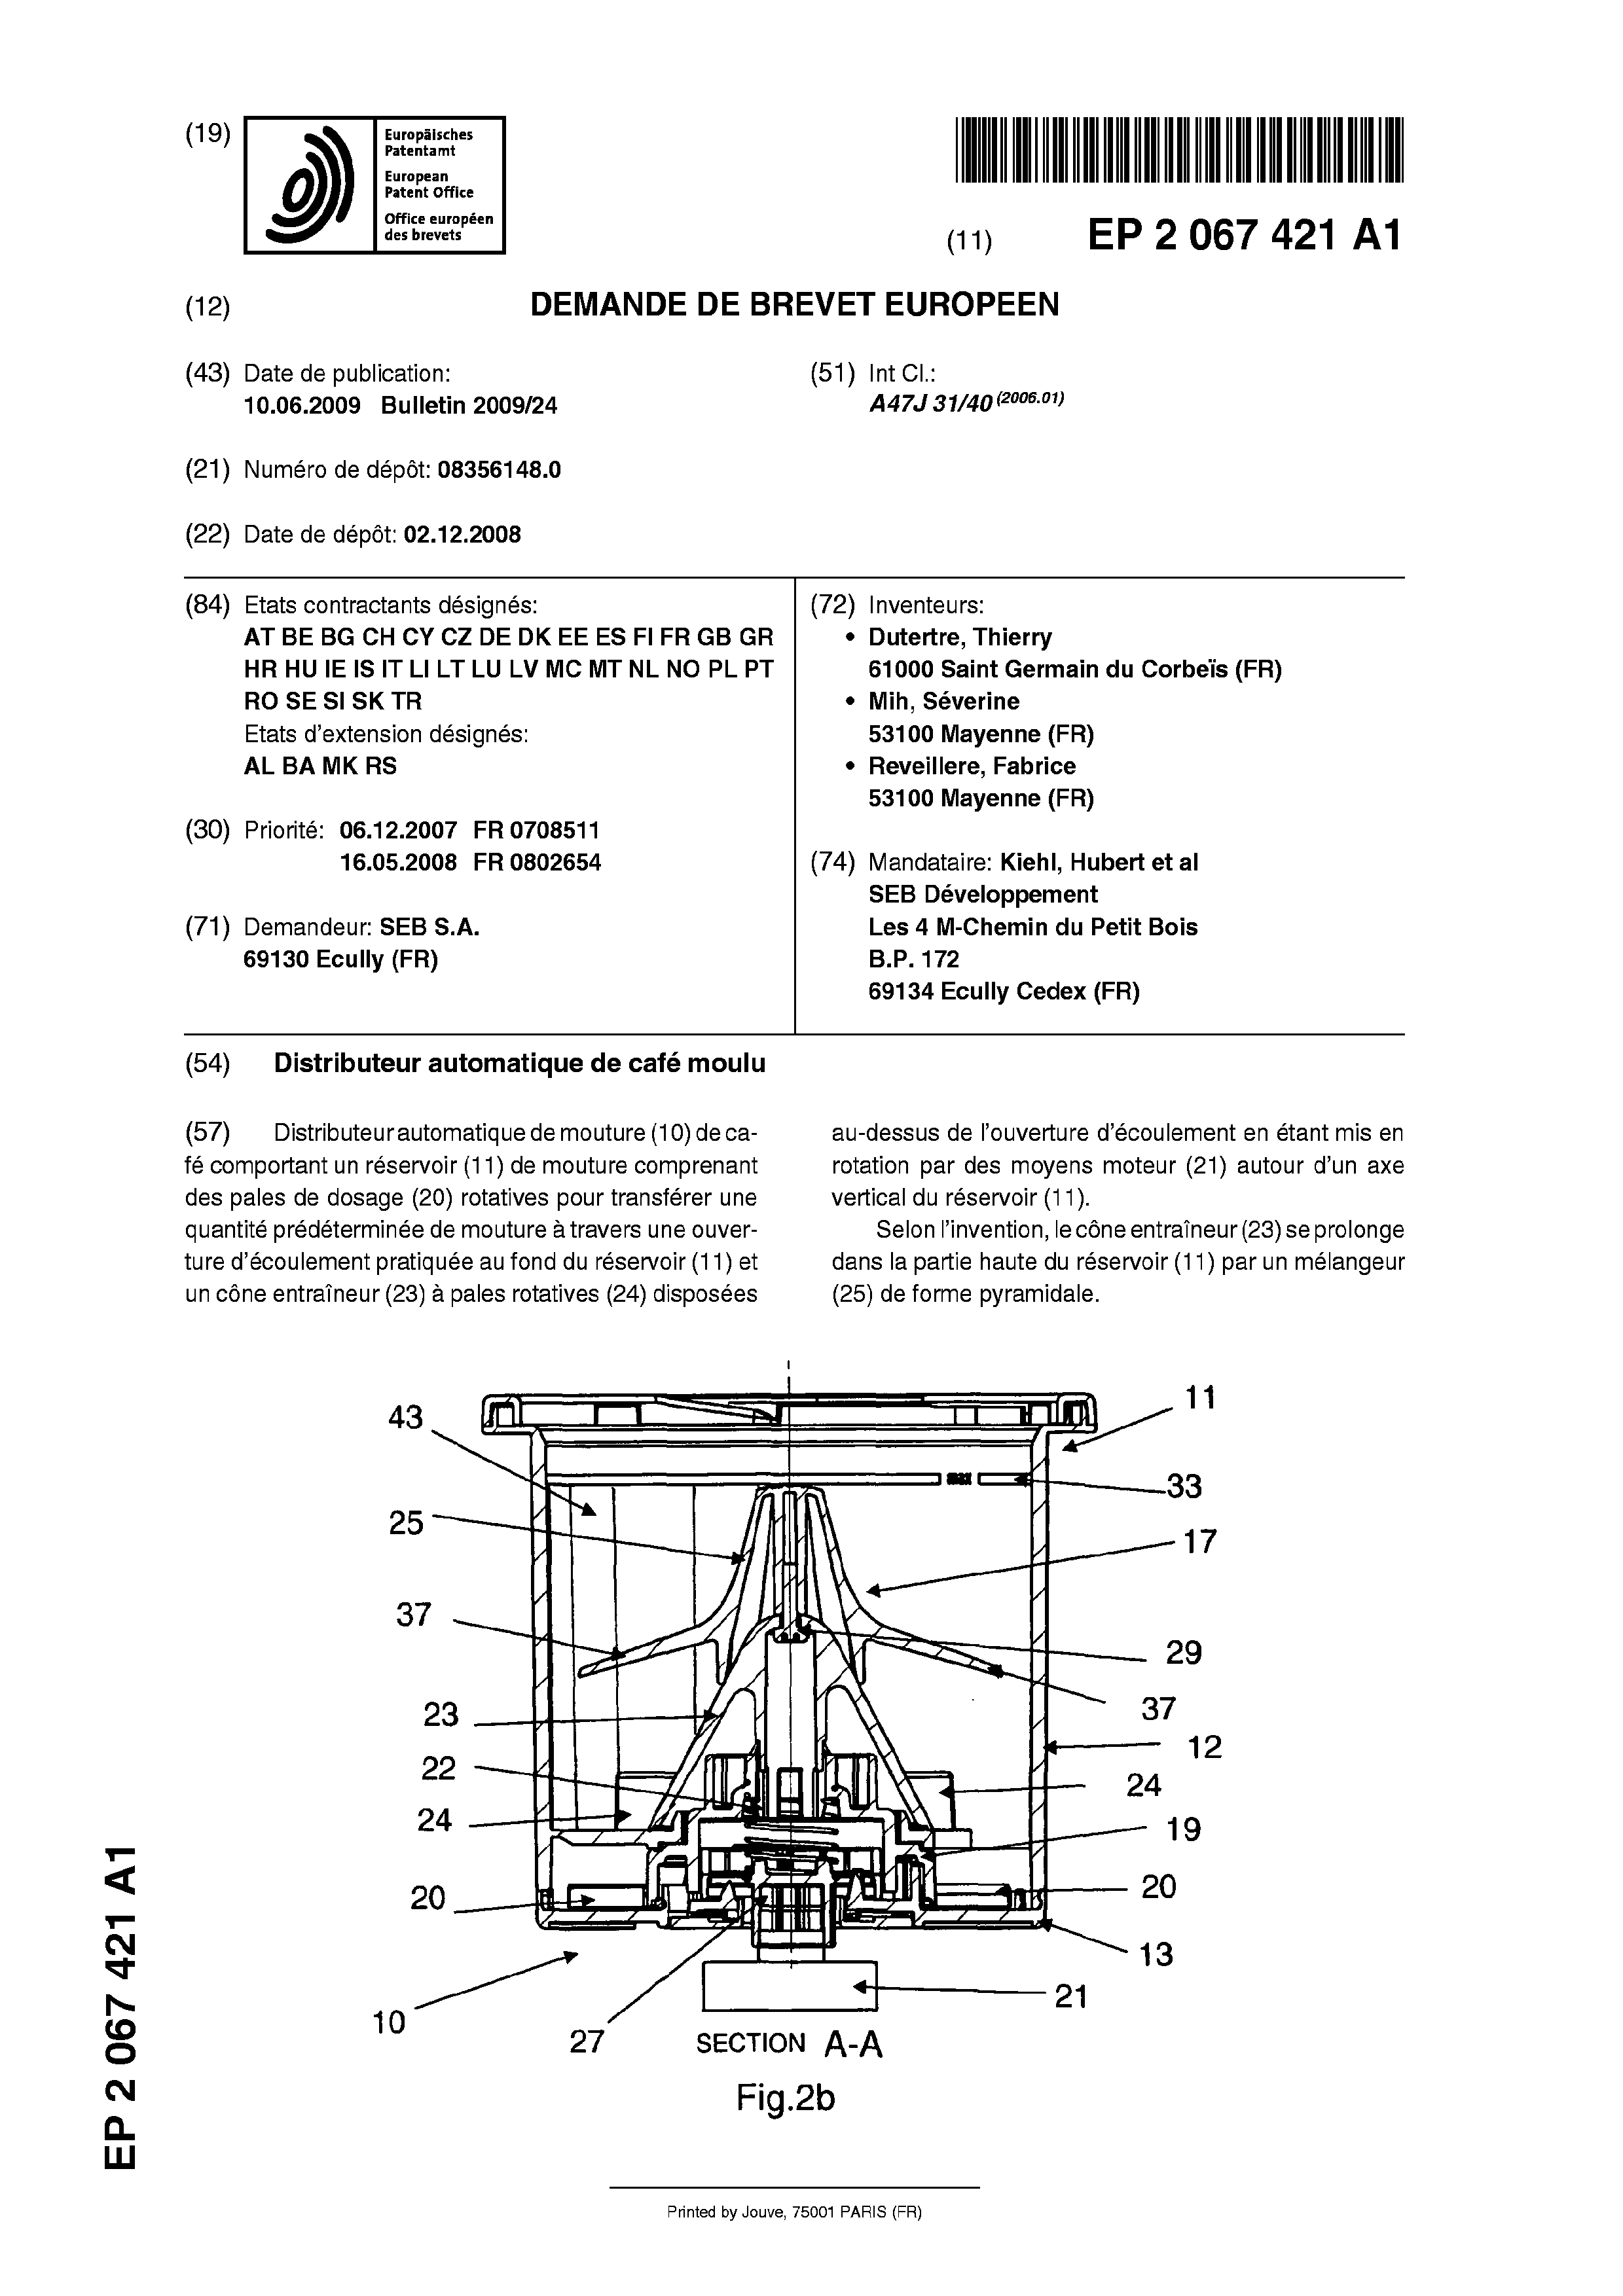 (19)
Europäisches
Patentamt
European
Patent Office
Office européen
des brevets
(11) EP 2 067 421 A1
(12) DEMANDE DE BREVET EUROPEEN
(43) Date de publication:
10.06.2009 Bulletin 2009/24
(51) Int Cl.:
A47J 31/40 (2006.01)
(21) Numéro de dépôt: 08356148.0
(22) Date de dépôt: 02.12.2008
(84) Etats contractants désignés:
AT BE BG CH CY CZ DE DK EE ES FI FR GB GR
HR HU IE IS IT LI LT LU LV MC MT NL NO PL PT
RO SE SI SK TR
Etats d'extension désignés:
AL BA MK RS
(30) Priorité: 06.12.2007 FR 0708511
16.05.2008 FR 0802654
(71) Demandeur: SEB S.A.
69130 Ecully (FR)
(72) Inventeurs:
• Dutertre, Thierry
61000 Saint Germain du Corbeïs (FR)
• Mih, Séverine
53100 Mayenne (FR)
• Reveillere, Fabrice
53100 Mayenne (FR)
(74) Mandataire: Kiehl, Hubert et al
SEB Développement
Les 4 M-Chemin du Petit Bois
B.P. 172
69134 Ecully Cedex (FR)
(54) Distributeur automatique de café moulu
(57) Distributeur automatique de mouture (10) de ca-
fé comportant un réservoir (11) de mouture comprenant
des pales de dosage (20) rotatives pour transférer une
quantité prédéterminée de mouture à travers une ouver-
ture d'écoulement pratiquée au fond du réservoir (11) et
un cône entraîneur (23) à pales rotatives (24) disposées
au-dessus de l'ouverture d'écoulement en étant mis en
rotation par des moyens moteur (21) autour d'un axe
vertical du réservoir (11).
Selon l'invention, le cône entraîneur (23) se prolonge
dans la partie haute du réservoir (11) par un mélangeur
(25) de forme pyramidale.
11
43
33
25
17
37
29
23
37
12
22
24
24
19
20
20
13
21
10
27
SECTION A-A
Fig.2b
EP 2 067 421 A1
Printed by Jouve, 75001 PARIS (FR)